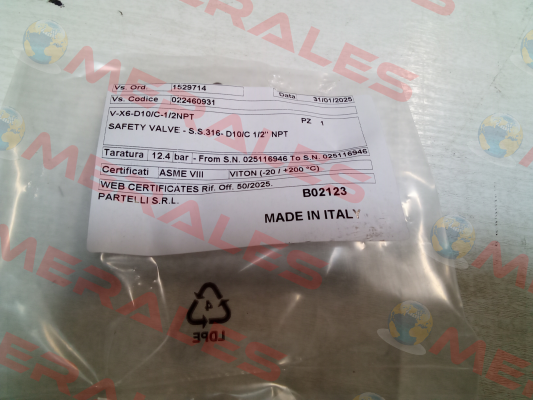 Vs. Ord. 1529714 Data 31/01/2025
Vs. Codice 022460931
V-X6-D10/C-1/2NPT PZ 1
SAFETY VALVE - S.S.316- D10/C 1/2" NPT
Taratura 12.4 bar - From S.N. 025116946 To S.N. 025116946
Certificati ASME VIII VITON (-20 / +200 °C)
WEB CERTIFICATES Rif. Off. 50/2025. B02123
PARTELLI S.R.L.
MADE IN ITALY
4
LDPE
MERALES